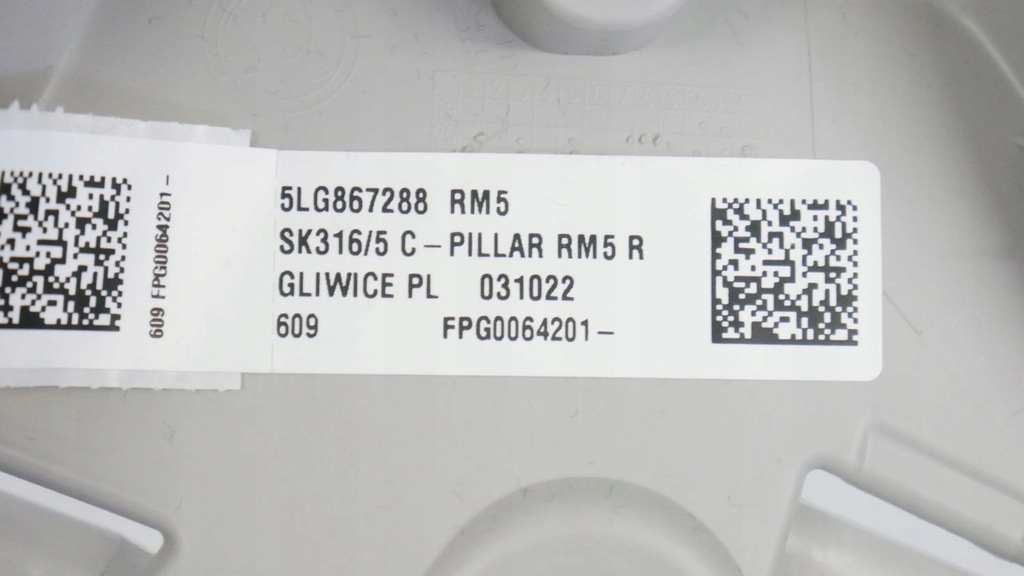 609 FPG0064201-
5LG867288 RM5
SK316/5 C-PILLAR RM5 R
GLIWICE PL 031022
609 FPG0064201-